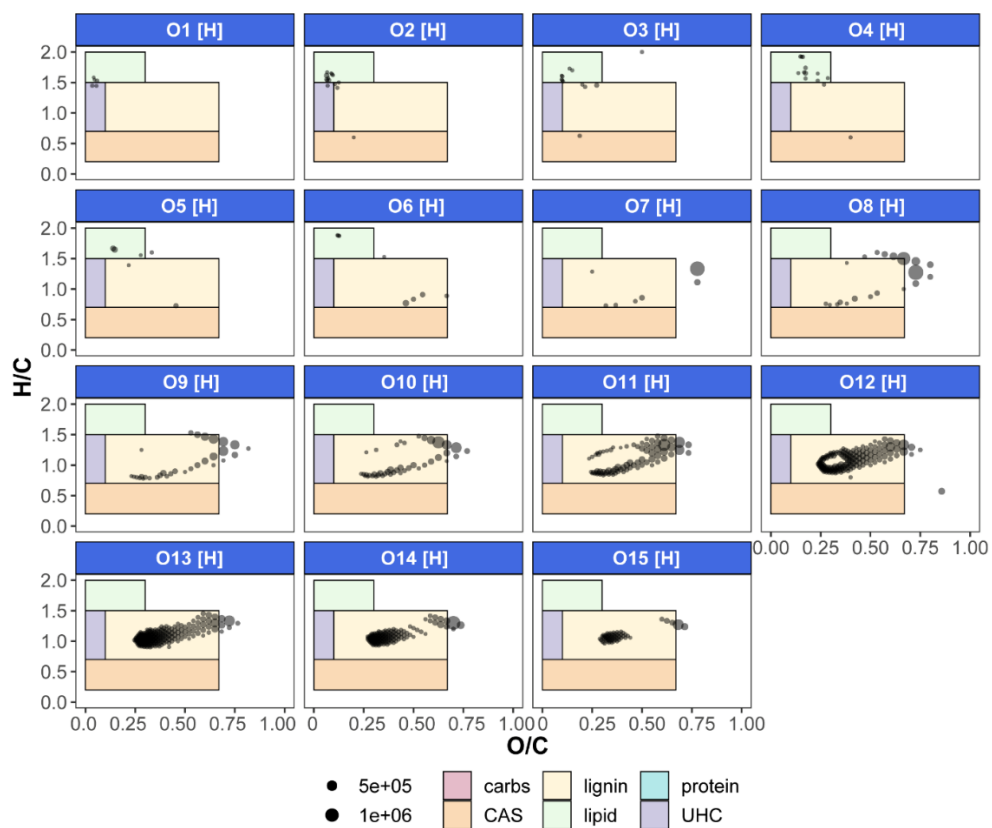 O1 [H] O2 [H] O3 [H] O4 [H]
2.0
1.5
1.0
0.5
0.0
O5 [H] O6 [H] O7 [H] O8 [H]
2.0
1.5
1.0
0.5
0.0
H/C
O9 [H] O10 [H] O11 [H] O12 [H]
2.0
1.5
1.0
0.5
0.0
0.00 0.25 0.50 0.75 1.00
O13 [H] O14 [H] O15 [H]
2.0
1.5
1.0
0.5
0.0
0.00 0.25 0.50 0.75 1.00 0.00 0.25 0.50 0.75 1.00 0.00 0.25 0.50 0.75 1.00
O/C
5e+05 carbs lignin protein
1e+06 CAS lipid UHC